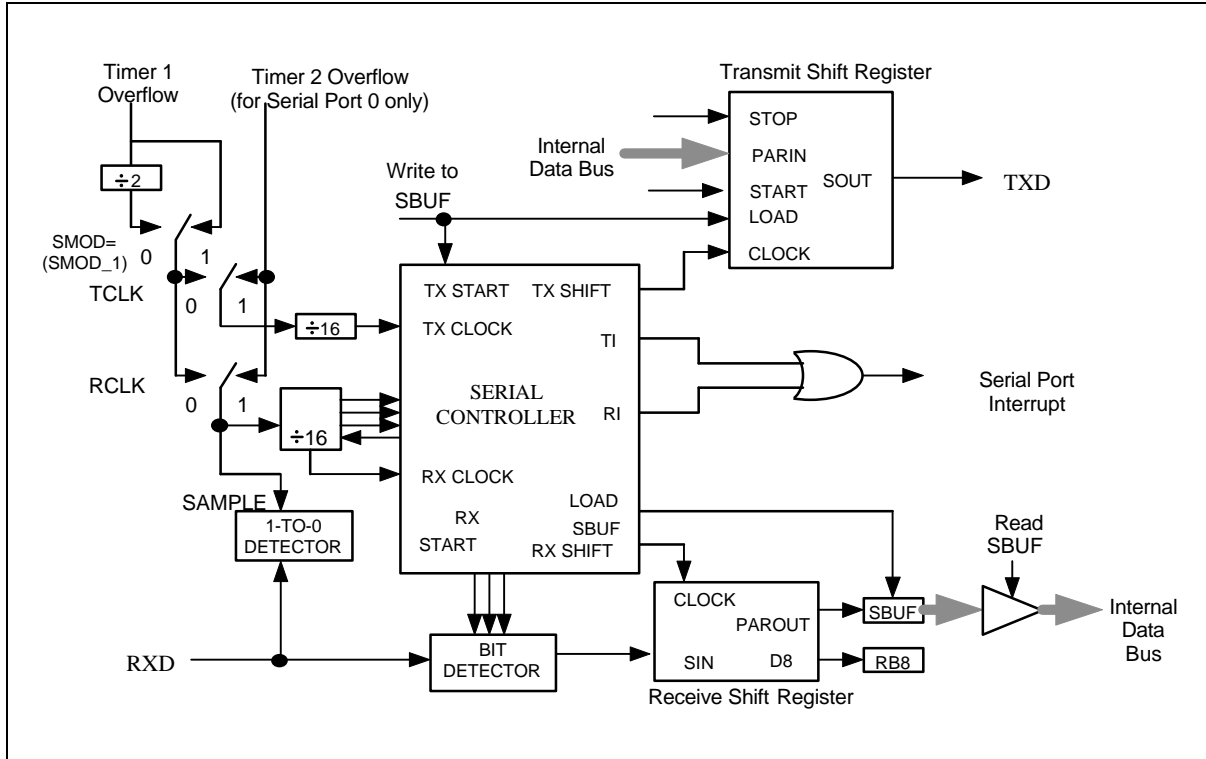 Timer 1
Overflow
Timer 2 Overflow
(for Serial Port 0 only)
Transmit Shift Register
÷2
SMOD=
(SMOD_1)
0
1
TCLK
0
1
RCLK
0
1
÷16
÷16
SAMPLE
1-TO-0
DETECTOR
RXD
Write to
SBUF
Internal
Data Bus
STOP
PARIN
START
LOAD
CLOCK
SOUT
TXD
TX START
TX SHIFT
TX CLOCK
TI
SERIAL
CONTROLLER
RI
RX CLOCK
LOAD
SBUF
RX
START
RX SHIFT
Serial Port
Interrupt
BIT
DETECTOR
CLOCK
PAROUT
SIN
D8
Receive Shift Register
SBUF
RB8
Read
SBUF
Internal
Data
Bus